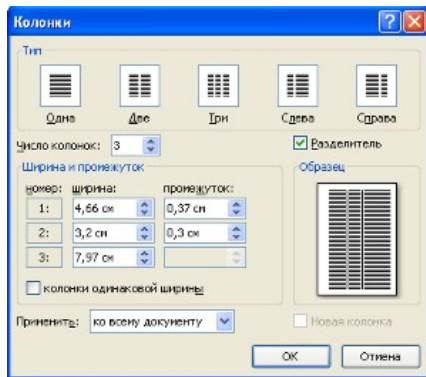 Колонки
Тип
Одна Две Три Слева Справа
Число колонок: 3 Разделитель
Ширина и промежуток Образец
номер: ширина: промежуток:
1: 4,66 см 0,37 см
2: 3,2 см 0,3 см
3: 7,97 см
колонки одинаковой ширины
Применить: ко всему документу Новая колонка
ОК Отмена